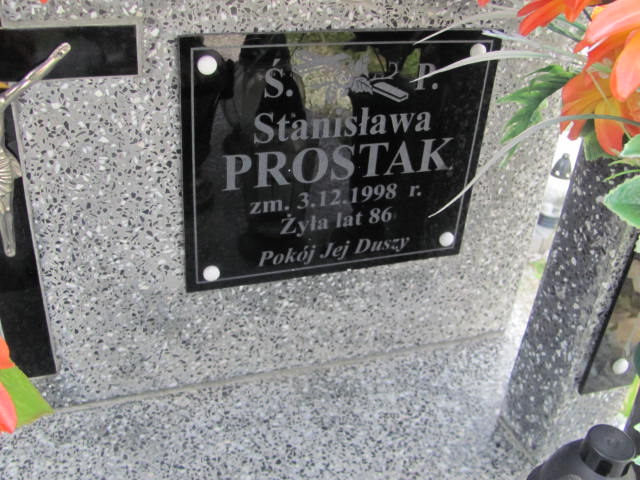 Ś. P.
Stanisława
PROSTAK
zm. 3.12.1998 r.
Żyła lat 86
Pokój Jej Duszy